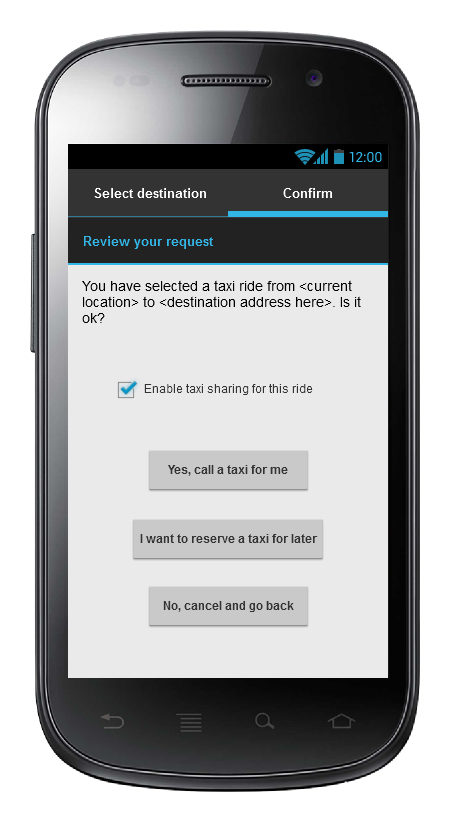 12:00
Select destination
Confirm
Review your request
You have selected a taxi ride from <current
location> to <destination address here>. Is it
ok?
Enable taxi sharing for this ride
Yes, call a taxi for me
I want to reserve a taxi for later
No, cancel and go back